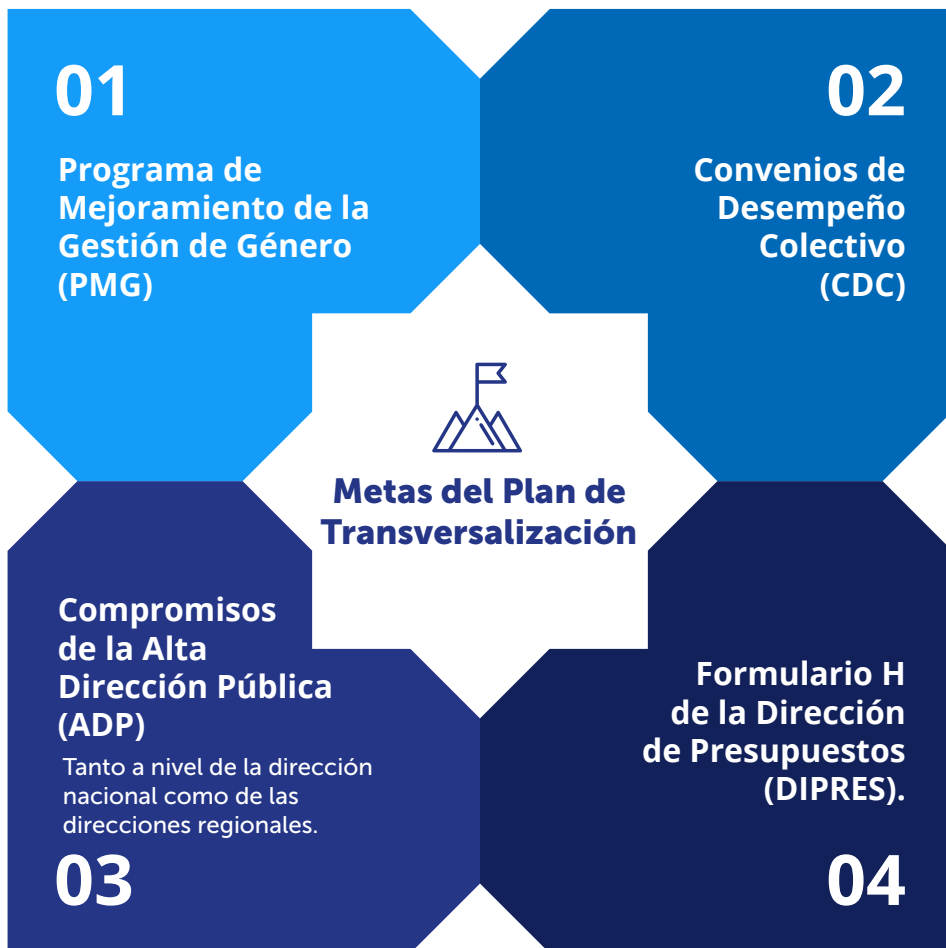 01
Programa de
Mejoramiento de la
Gestión de Género
(PMG)
02
Convenios de
Desempeño
Colectivo
(CDC)
Metas del Plan de
Transversalización
Compromisos
de la Alta
Dirección Pública
(ADP)
Tanto a nivel de la dirección
nacional como de las
direcciones regionales.
03
Formulario H
de la Dirección
de Presupuestos
(DIPRES).
04